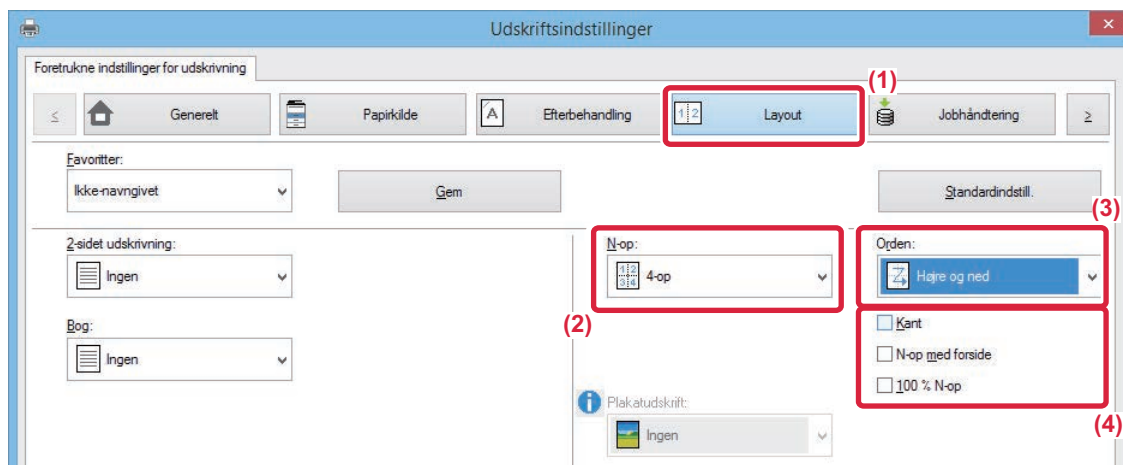 Udskriftsindstillinger
Foretrukne indstillinger for udskrivning
(1)
< Generelt Papirkilde Efterbehandling Layout Jobhåndtering >
Favoritter:
Ikke-navngivet Gem Standardindstill.
(3)
2-sidet udskrivning: N-op: Orden:
Ingen 4-op Højre og ned
(2)
Bog: Kant
Ingen N-op med forside
100 % N-op
Plakatudskrift:
(4)
Ingen